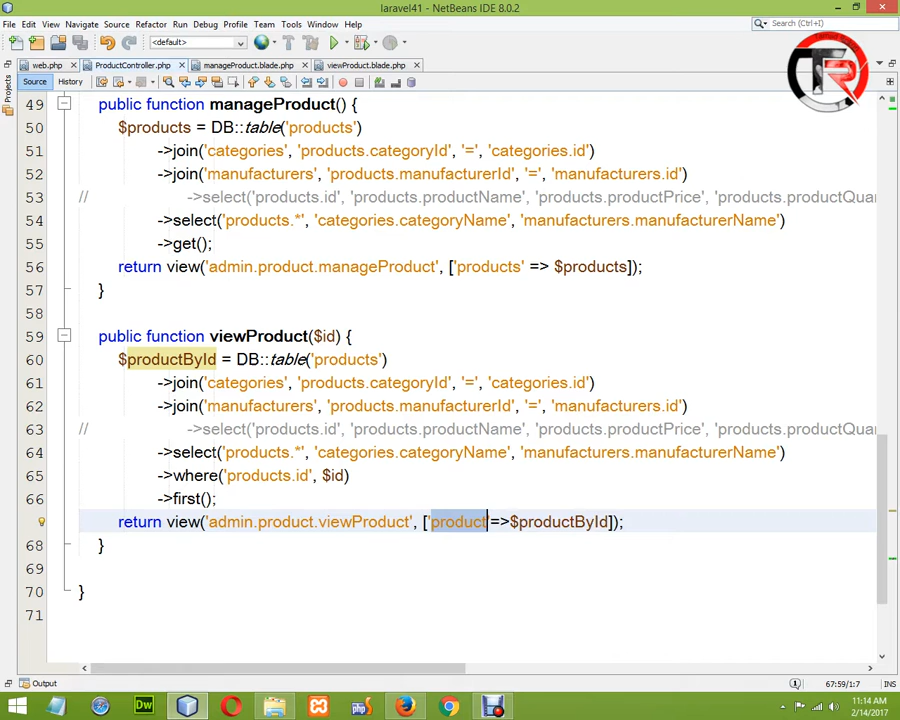 laravel41 - NetBeans IDE 8.0.2
File Edit View Navigate Source Refactor Run Debug Profile Team Tools Window Help
Search (Ctrl+I)
<default>
web.php ProductController.php manageProduct.blade.php viewProduct.blade.php
Source History
Projects
49 public function manageProduct() {
50 $products = DB::table('products')
51 ->join('categories', 'products.categoryId', '=', 'categories.id')
52 ->join('manufacturers', 'products.manufacturerId', '=', 'manufacturers.id')
53 // ->select('products.id', 'products.productName', 'products.productPrice', 'products.productQuan
54 ->select('products.*', 'categories.categoryName', 'manufacturers.manufacturerName')
55 ->get();
56 return view('admin.product.manageProduct', ['products' => $products]);
57 }
58
59 public function viewProduct($id) {
60 $productById = DB::table('products')
61 ->join('categories', 'products.categoryId', '=', 'categories.id')
62 ->join('manufacturers', 'products.manufacturerId', '=', 'manufacturers.id')
63 // ->select('products.id', 'products.productName', 'products.productPrice', 'products.productQuan
64 ->select('products.*', 'categories.categoryName', 'manufacturers.manufacturerName')
65 ->where('products.id', $id)
66 ->first();
return view('admin.product.viewProduct', ['product'=>$productById]);
68 }
69
70 }
71
Output
67:59/1:7 INS
Dw php
11:14 AM
2/14/2017